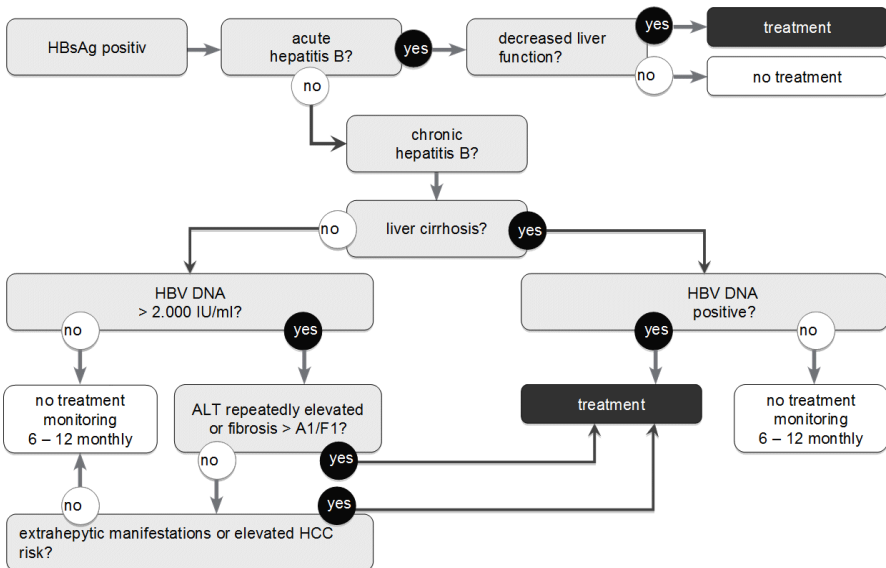 HBsAg positiv
acute
hepatitis B?
yes
no
decreased liver
function?
yes
no
treatment
no treatment
chronic
hepatitis B?
no
liver cirrhosis?
yes
HBV DNA
> 2.000 IU/ml?
no
yes
HBV DNA
positive?
yes
no
no treatment
monitoring
6 – 12 monthly
ALT repeatedly elevated
or fibrosis > A1/F1?
no
yes
treatment
no treatment
monitoring
6 – 12 monthly
no
yes
extrahepytic manifestations or elevated HCC
risk?